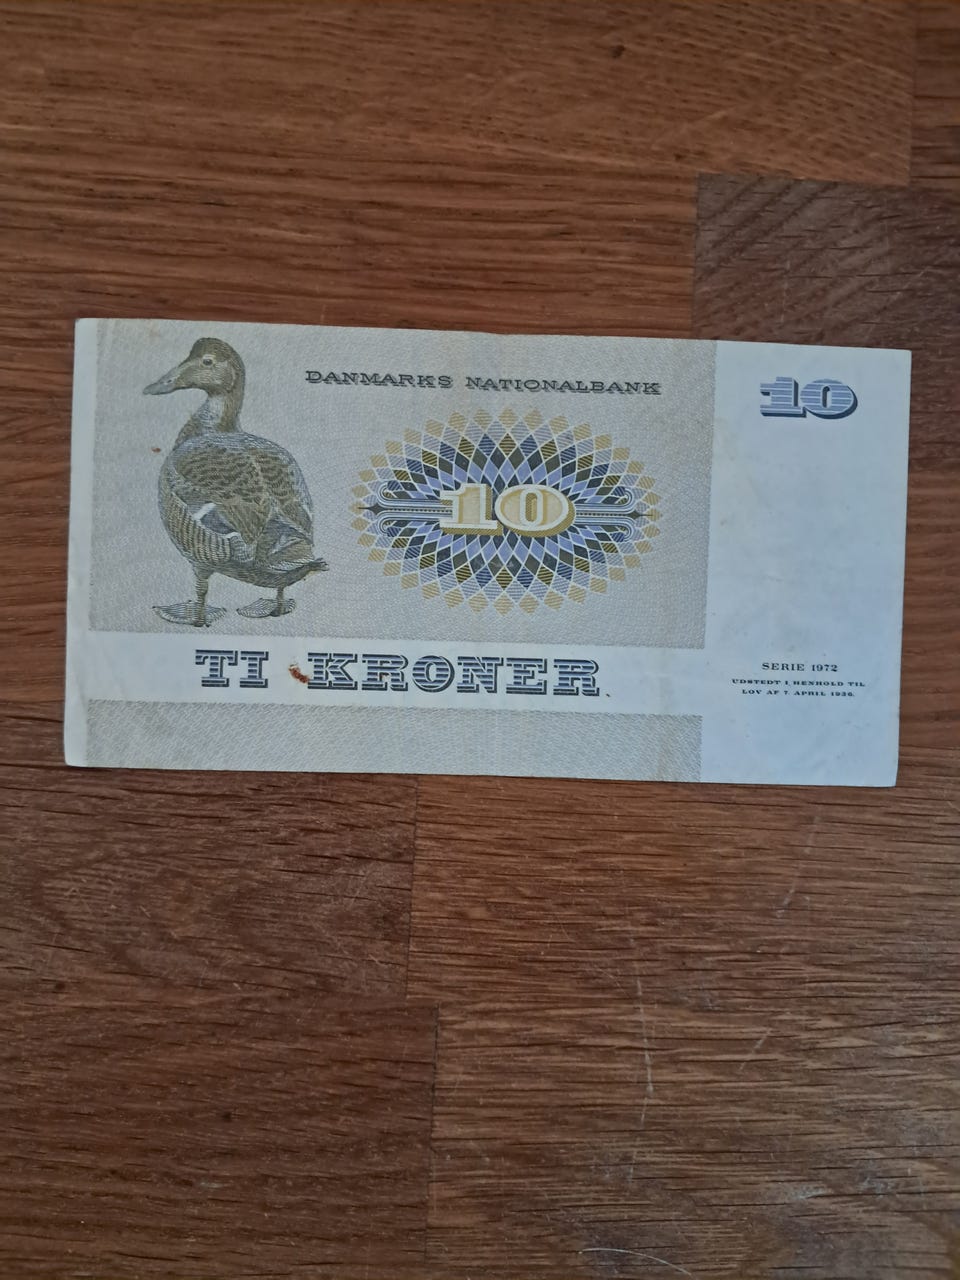 DANMARKS NATIONALBANK
10
10
TI KRONER
SERIE 1972
UDSTEDT I HENHOLD TIL
LOV AF 7. APRIL 1936.